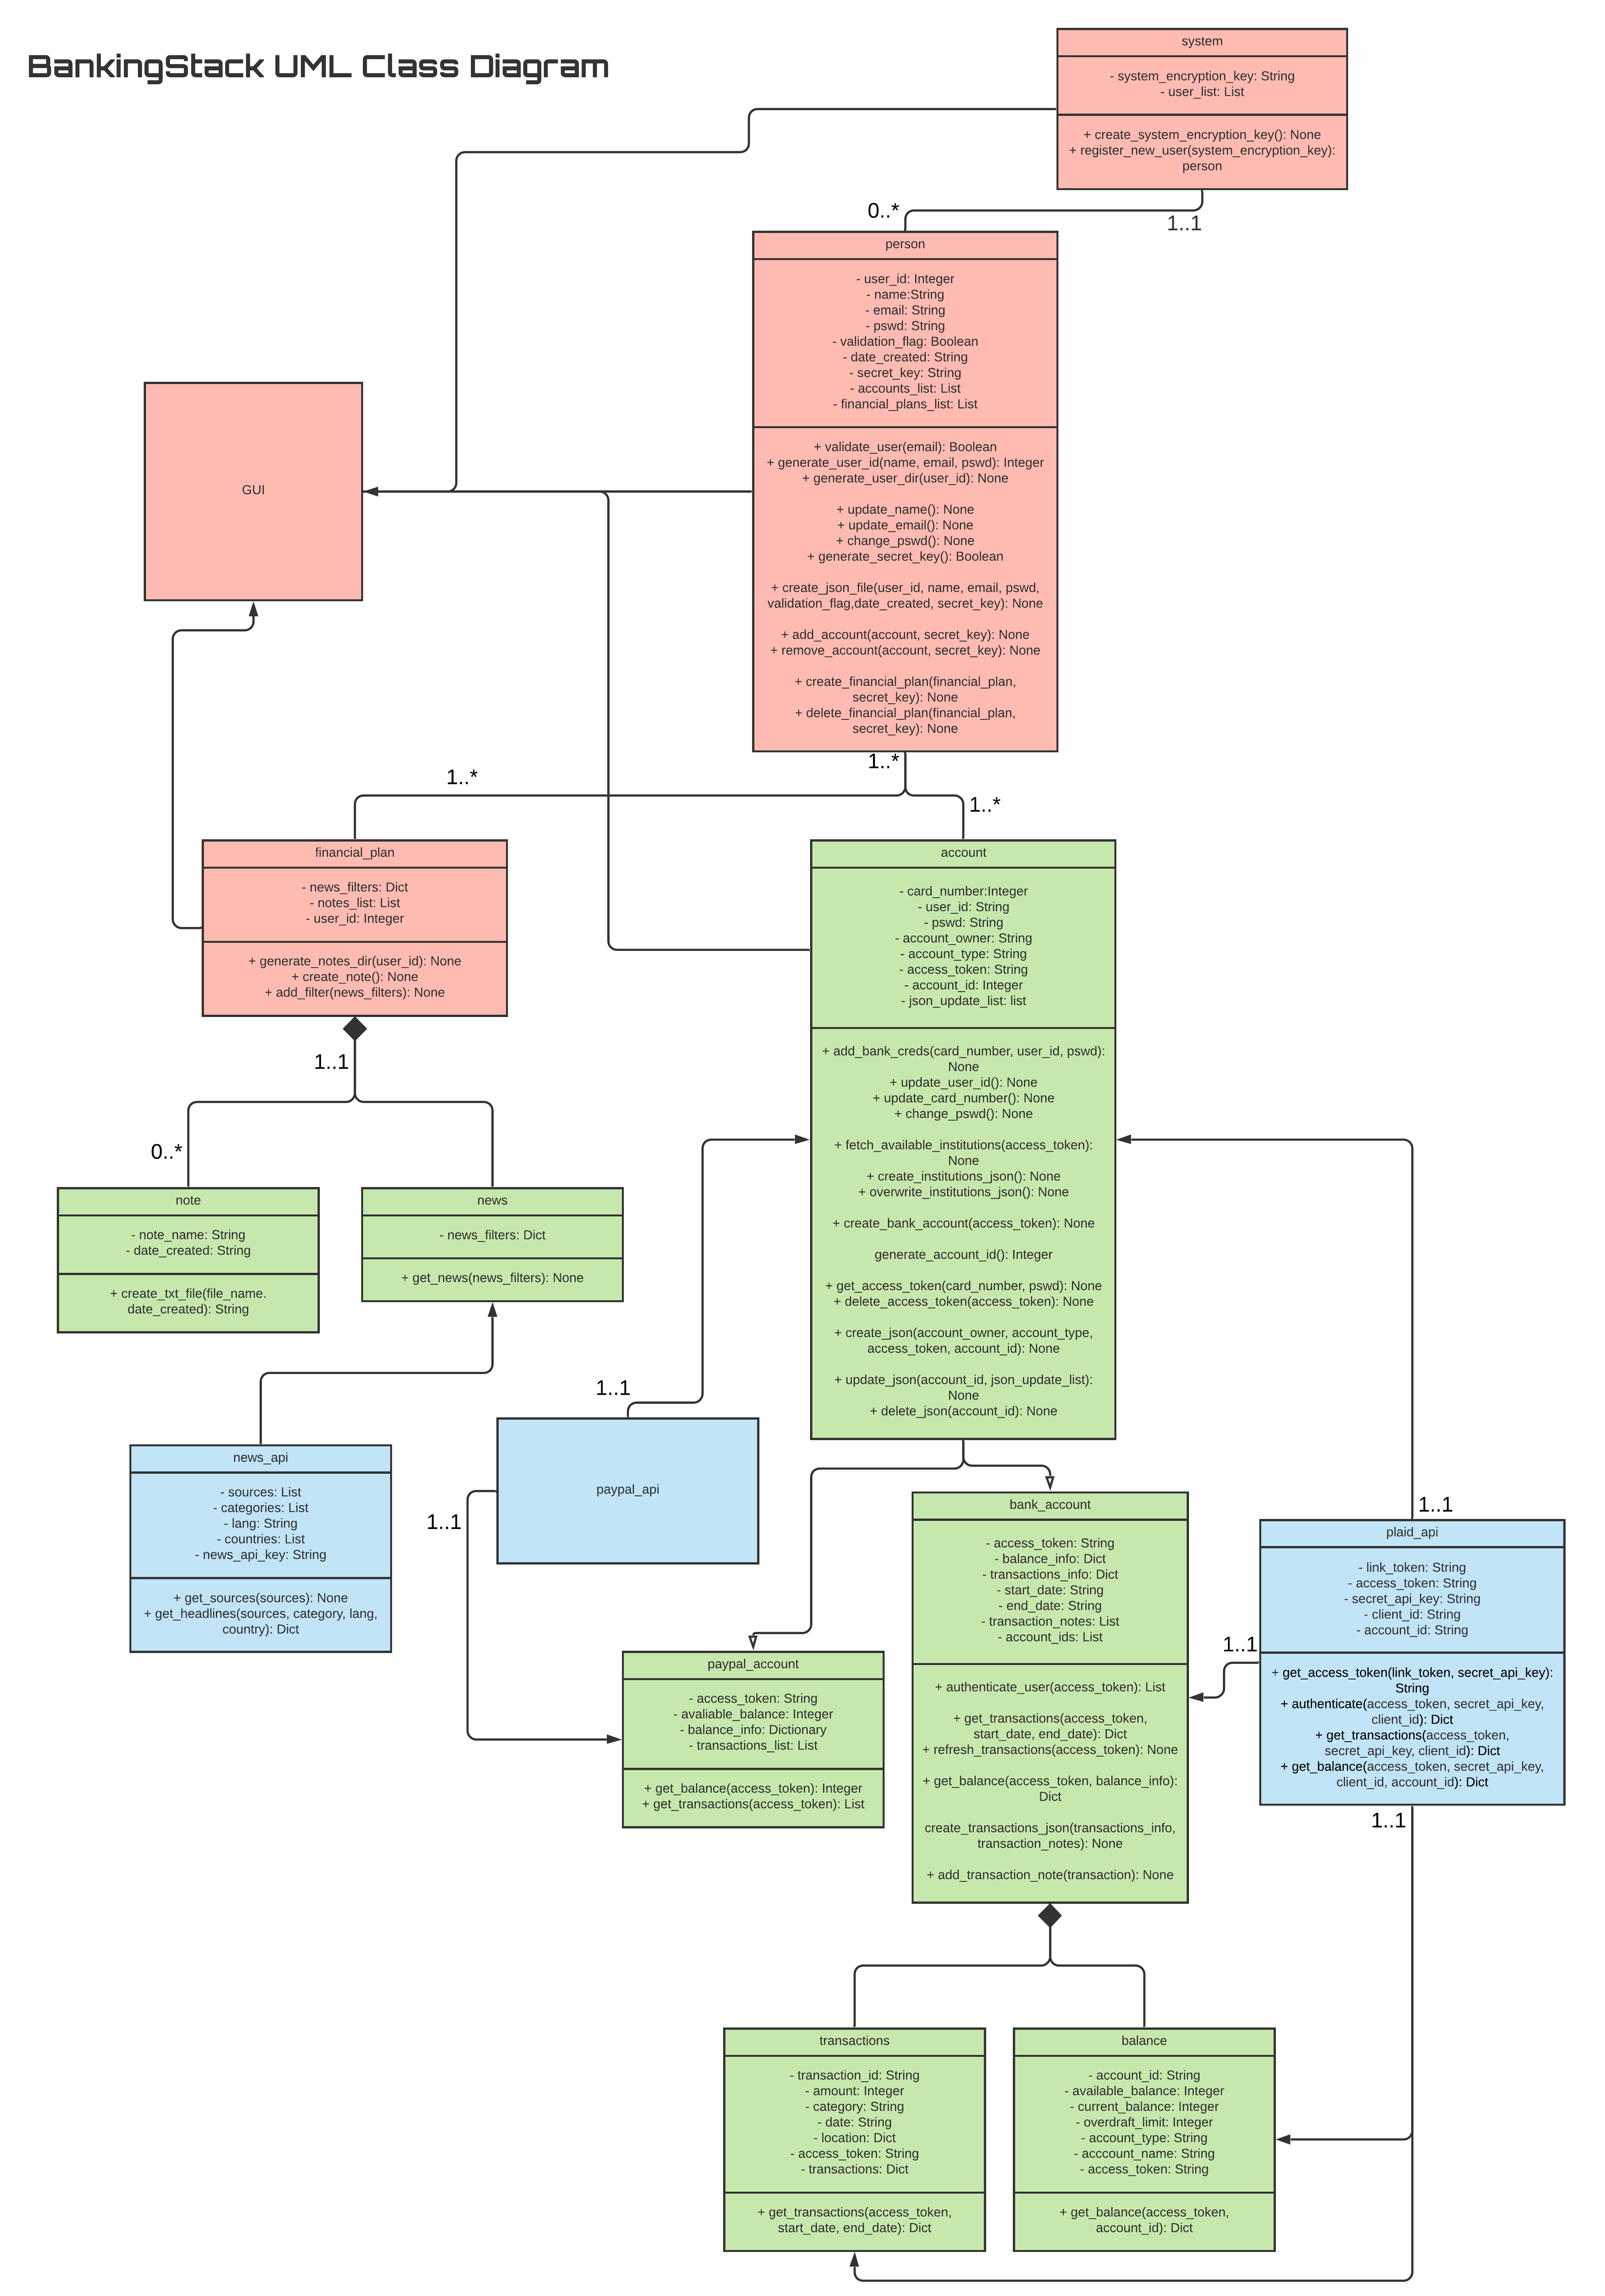 BankingStack UML Class Diagram
system
- system_encryption_key: String
- user_list: List
+ create_system_encryption_key(): None
+ register_new_user(system_encryption_key):
person
0..*
1..1
person
- user_id: Integer
- name:String
- email: String
- pswd: String
- validation_flag: Boolean
- date_created: String
- secret_key: String
- accounts_list: List
- financial_plans_list: List
+ validate_user(email): Boolean
+ generate_user_id(name, email, pswd): Integer
+ generate_user_dir(user_id): None
+ update_name(): None
+ update_email(): None
+ change_pswd(): None
+ generate_secret_key(): Boolean
+ create_json_file(user_id, name, email, pswd,
validation_flag,date_created, secret_key): None
+ add_account(account, secret_key): None
+ remove_account(account, secret_key): None
+ create_financial_plan(financial_plan,
secret_key): None
+ delete_financial_plan(financial_plan,
secret_key): None
GUI
1..*
1..*
1..*
financial_plan
- news_filters: Dict
- notes_list: List
- user_id: Integer
+ generate_notes_dir(user_id): None
+ create_note(): None
+ add_filter(news_filters): None
account
- card_number:Integer
- user_id: String
- pswd: String
- account_owner: String
- account_type: String
- access_token: String
- account_id: Integer
- json_update_list: list
+ add_bank_creds(card_number, user_id, pswd):
None
+ update_user_id(): None
+ update_card_number(): None
+ change_pswd(): None
+ fetch_available_institutions(access_token):
None
+ create_institutions_json(): None
+ overwrite_institutions_json(): None
+ create_bank_account(access_token): None
generate_account_id(): Integer
+ get_access_token(card_number, pswd): None
+ delete_access_token(access_token): None
+ create_json(account_owner, account_type,
access_token, account_id): None
+ update_json(account_id, json_update_list):
None
+ delete_json(account_id): None
1..1
0..*
note
- note_name: String
- date_created: String
+ create_txt_file(file_name.
date_created): String
news
- news_filters: Dict
+ get_news(news_filters): None
1..1
news_api
- sources: List
- categories: List
- lang: String
- countries: List
- news_api_key: String
+ get_sources(sources): None
+ get_headlines(sources, category, lang,
country): Dict
paypal_api
1..1
paypal_account
- access_token: String
- avaliable_balance: Integer
- balance_info: Dictionary
- transactions_list: List
+ get_balance(access_token): Integer
+ get_transactions(access_token): List
bank_account
- access_token: String
- balance_info: Dict
- transactions_info: Dict
- start_date: String
- end_date: String
- transaction_notes: List
- account_ids: List
+ authenticate_user(access_token): List
+ get_transactions(access_token,
start_date, end_date): Dict
+ refresh_transactions(access_token): None
+ get_balance(access_token, balance_info):
Dict
create_transactions_json(transactions_info,
transaction_notes): None
+ add_transaction_note(transaction): None
1..1
plaid_api
- link_token: String
- access_token: String
- secret_api_key: String
- client_id: String
- account_id: String
+ get_access_token(link_token, secret_api_key):
String
+ authenticate(access_token, secret_api_key,
client_id): Dict
+ get_transactions(access_token,
secret_api_key, client_id): Dict
+ get_balance(access_token, secret_api_key,
client_id, account_id): Dict
1..1
1..1
transactions
- transaction_id: String
- amount: Integer
- category: String
- date: String
- location: Dict
- access_token: String
- transactions: Dict
+ get_transactions(access_token,
start_date, end_date): Dict
balance
- account_id: String
- available_balance: Integer
- current_balance: Integer
- overdraft_limit: Integer
- account_type: String
- acccount_name: String
- access_token: String
+ get_balance(access_token,
account_id): Dict